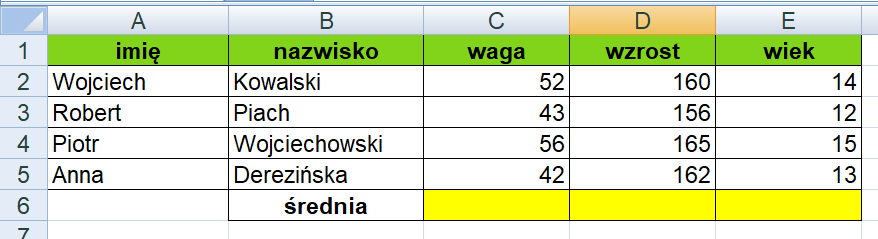 A B C D E
1 imię nazwisko waga wzrost wiek
2 Wojciech Kowalski 52 160 14
3 Robert Piach 43 156 12
4 Piotr Wojciechowski 56 165 15
5 Anna Derezińska 42 162 13
6 średnia
7